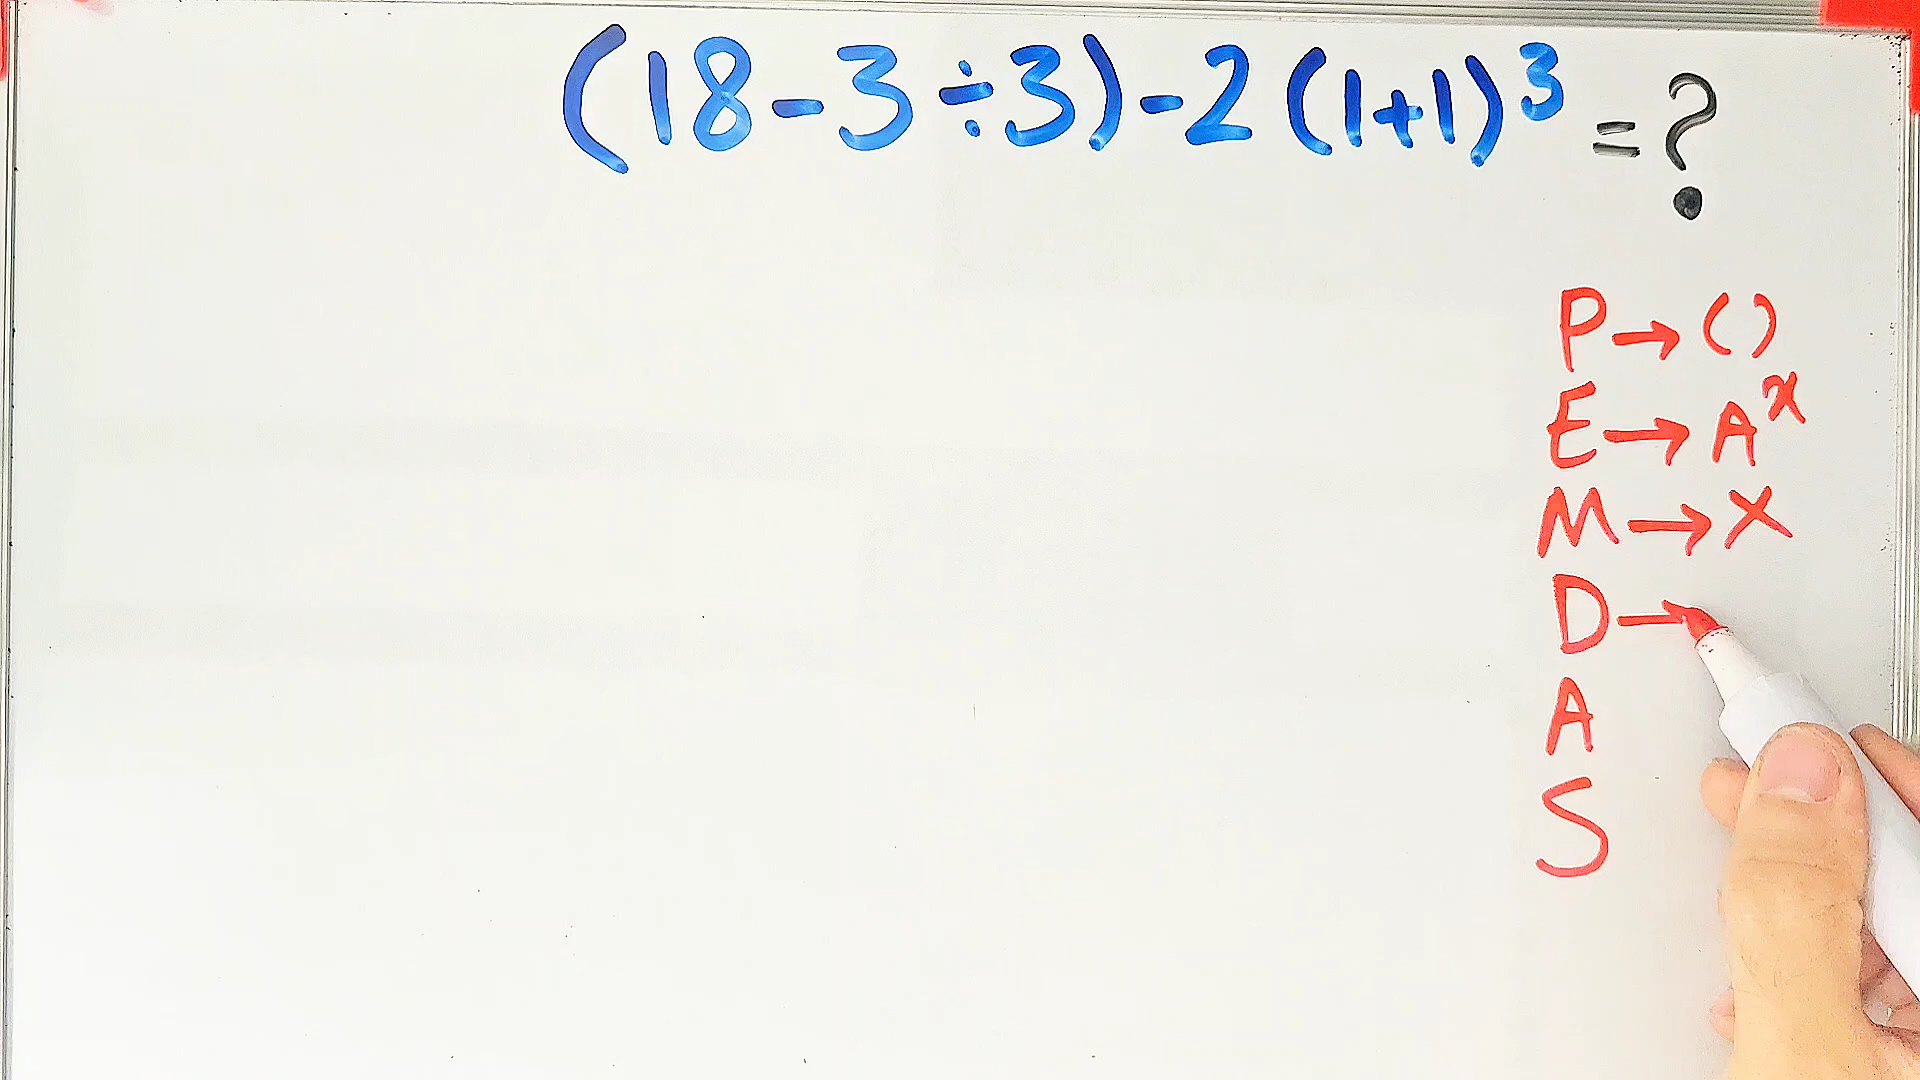 (18-3÷3)-2(1+1)³ = ?
P→()
E→Aˣ
M→X
D→
A
S